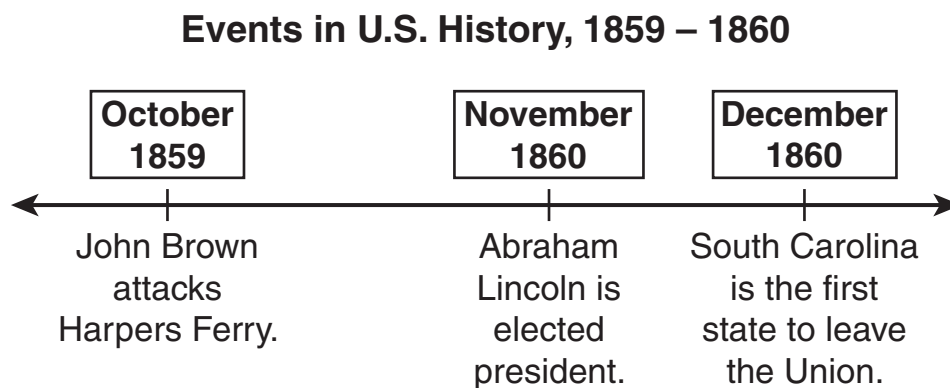 Events in U.S. History, 1859 – 1860
October
1859
November
1860
December
1860
John Brown
attacks
Harpers Ferry.
Abraham
Lincoln is
elected
president.
South Carolina
is the first
state to leave
the Union.